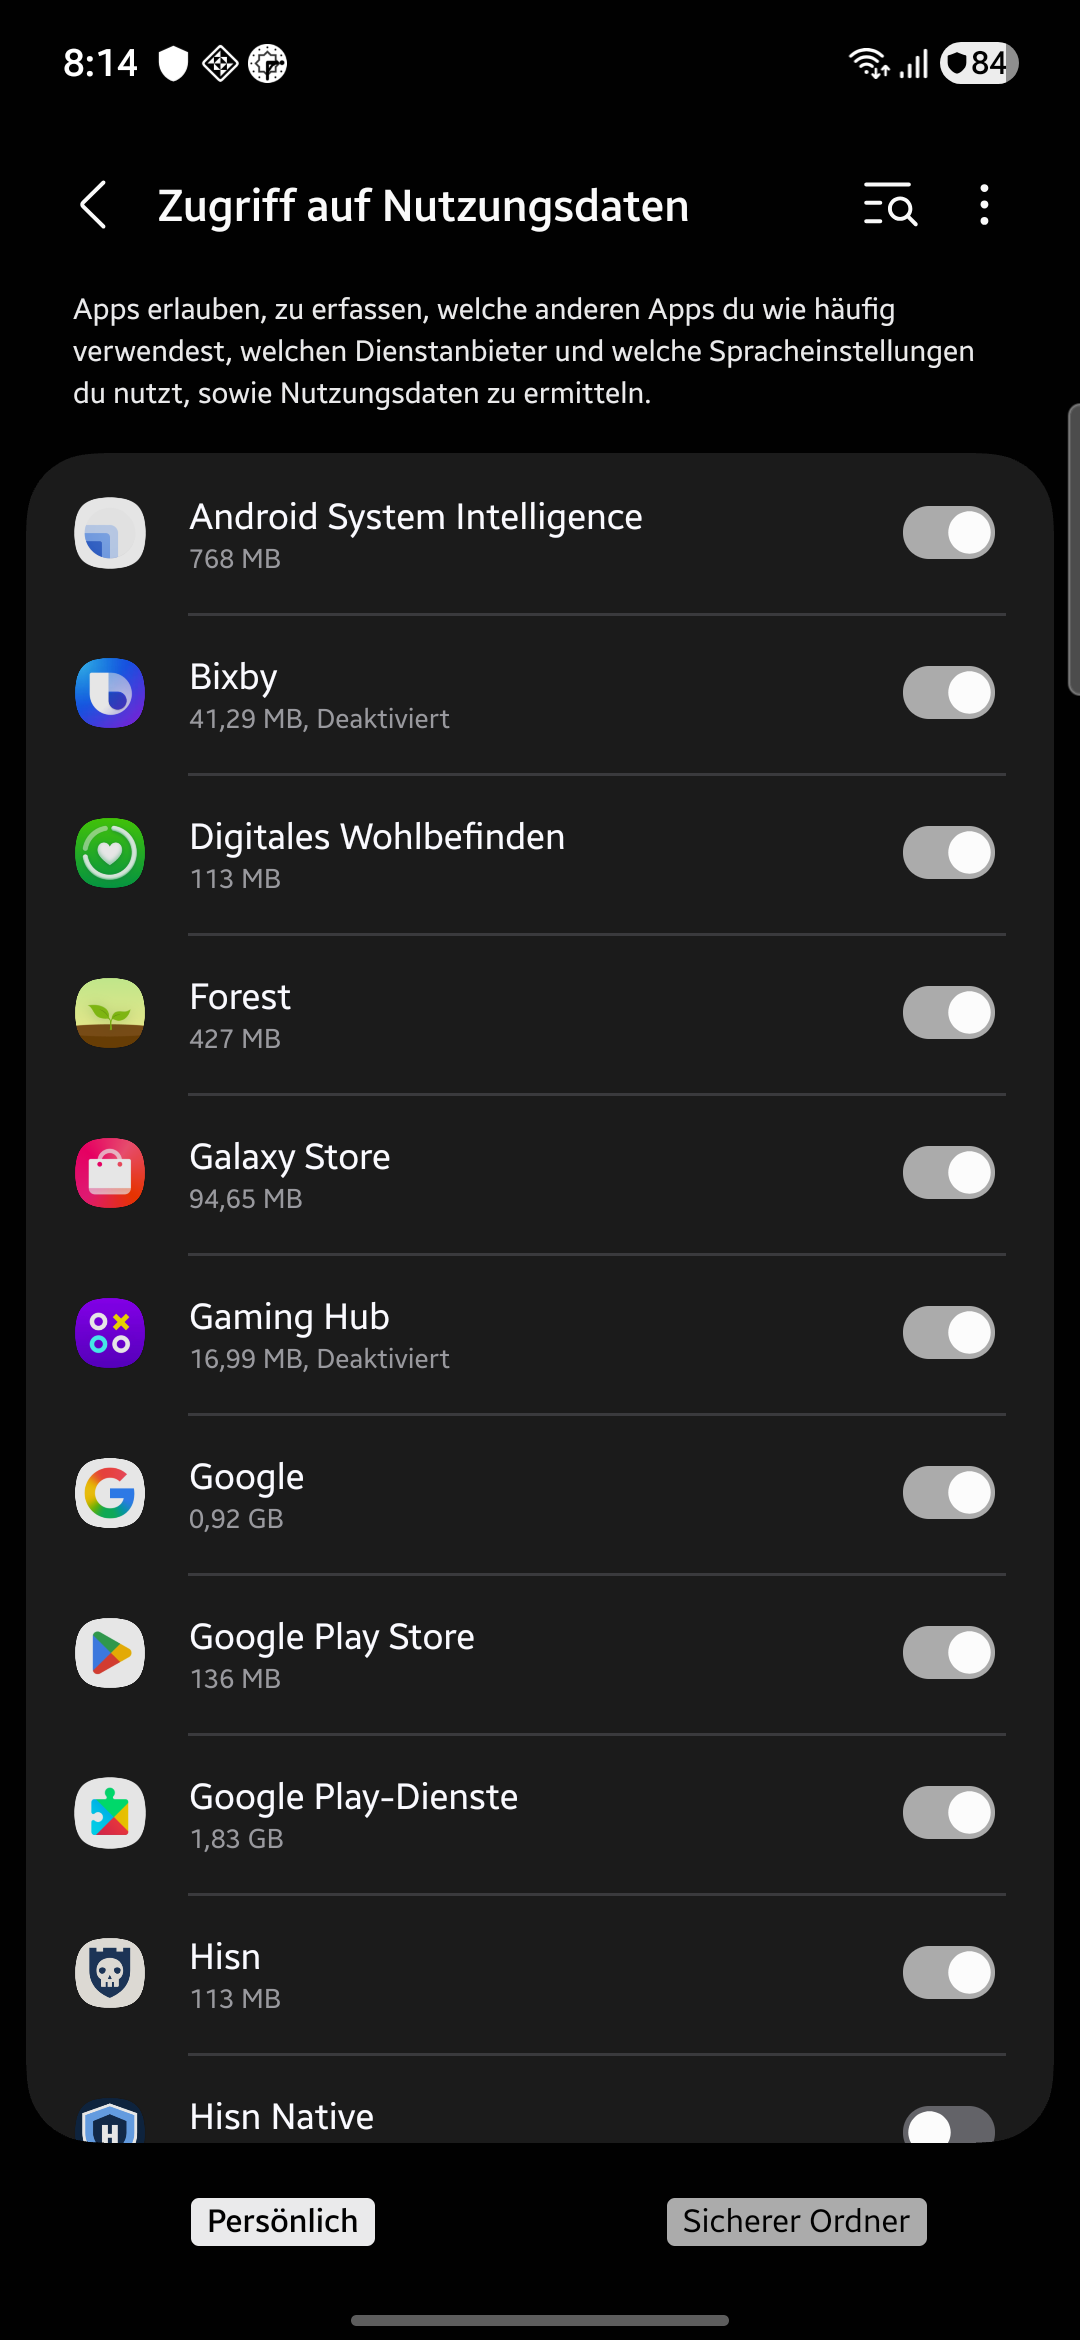 8:14
84
Zugriff auf Nutzungsdaten
Apps erlauben, zu erfassen, welche anderen Apps du wie häufig
verwendest, welchen Dienstanbieter und welche Spracheinstellungen
du nutzt, sowie Nutzungsdaten zu ermitteln.
Android System Intelligence
768 MB
Bixby
41,29 MB, Deaktiviert
Digitales Wohlbefinden
113 MB
Forest
427 MB
Galaxy Store
94,65 MB
Gaming Hub
16,99 MB, Deaktiviert
Google
0,92 GB
Google Play Store
136 MB
Google Play-Dienste
1,83 GB
Hisn
113 MB
Hisn Native
Persönlich
Sicherer Ordner